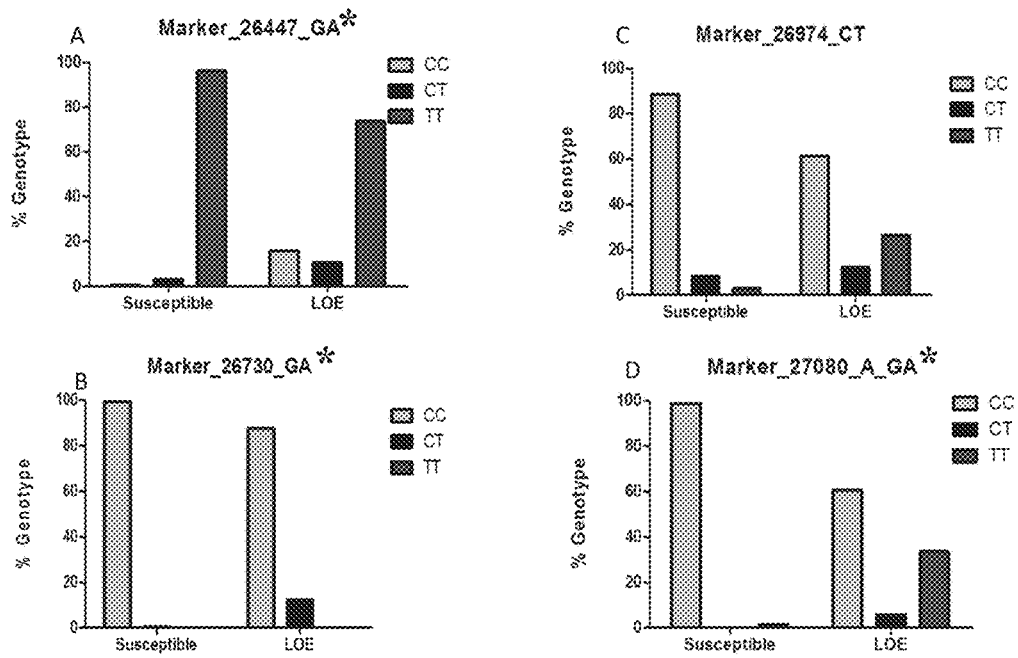 A
Marker_26447_GA*
% Genotype
100
80
60
40
20
0
Susceptible
LOE
CC
CT
TT
C
Marker_26974_CT
% Genotype
100
80
60
40
20
0
Susceptible
LOE
CC
CT
TT
B
Marker_26730_GA*
% Genotype
100
80
60
40
20
0
Susceptible
LOE
CC
CT
TT
D
Marker_27080_A_GA*
% Genotype
100
80
60
40
20
0
Susceptible
LOE
CC
CT
TT